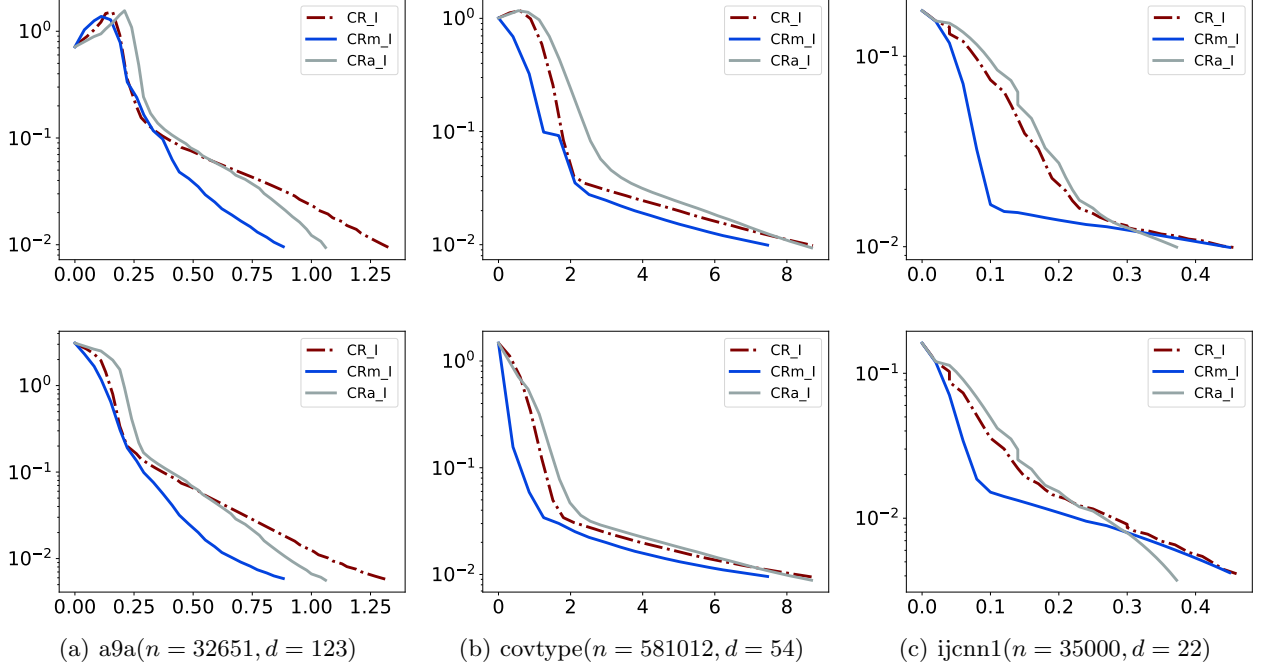 10^0
10^{-1}
10^{-2}
0.00 0.25 0.50 0.75 1.00 1.25
CR_I
CRm_I
CRa_I
10^0
10^{-1}
10^{-2}
0 2 4 6 8
CR_I
CRm_I
CRa_I
10^{-1}
10^{-2}
0.0 0.1 0.2 0.3 0.4
CR_I
CRm_I
CRa_I
10^0
10^{-1}
10^{-2}
0.00 0.25 0.50 0.75 1.00 1.25
CR_I
CRm_I
CRa_I
10^0
10^{-1}
10^{-2}
0 2 4 6 8
CR_I
CRm_I
CRa_I
10^{-1}
10^{-2}
0.0 0.1 0.2 0.3 0.4
CR_I
CRm_I
CRa_I
(a) a9a(n = 32651, d = 123)
(b) covtype(n = 581012, d = 54)
(c) ijcnn1(n = 35000, d = 22)